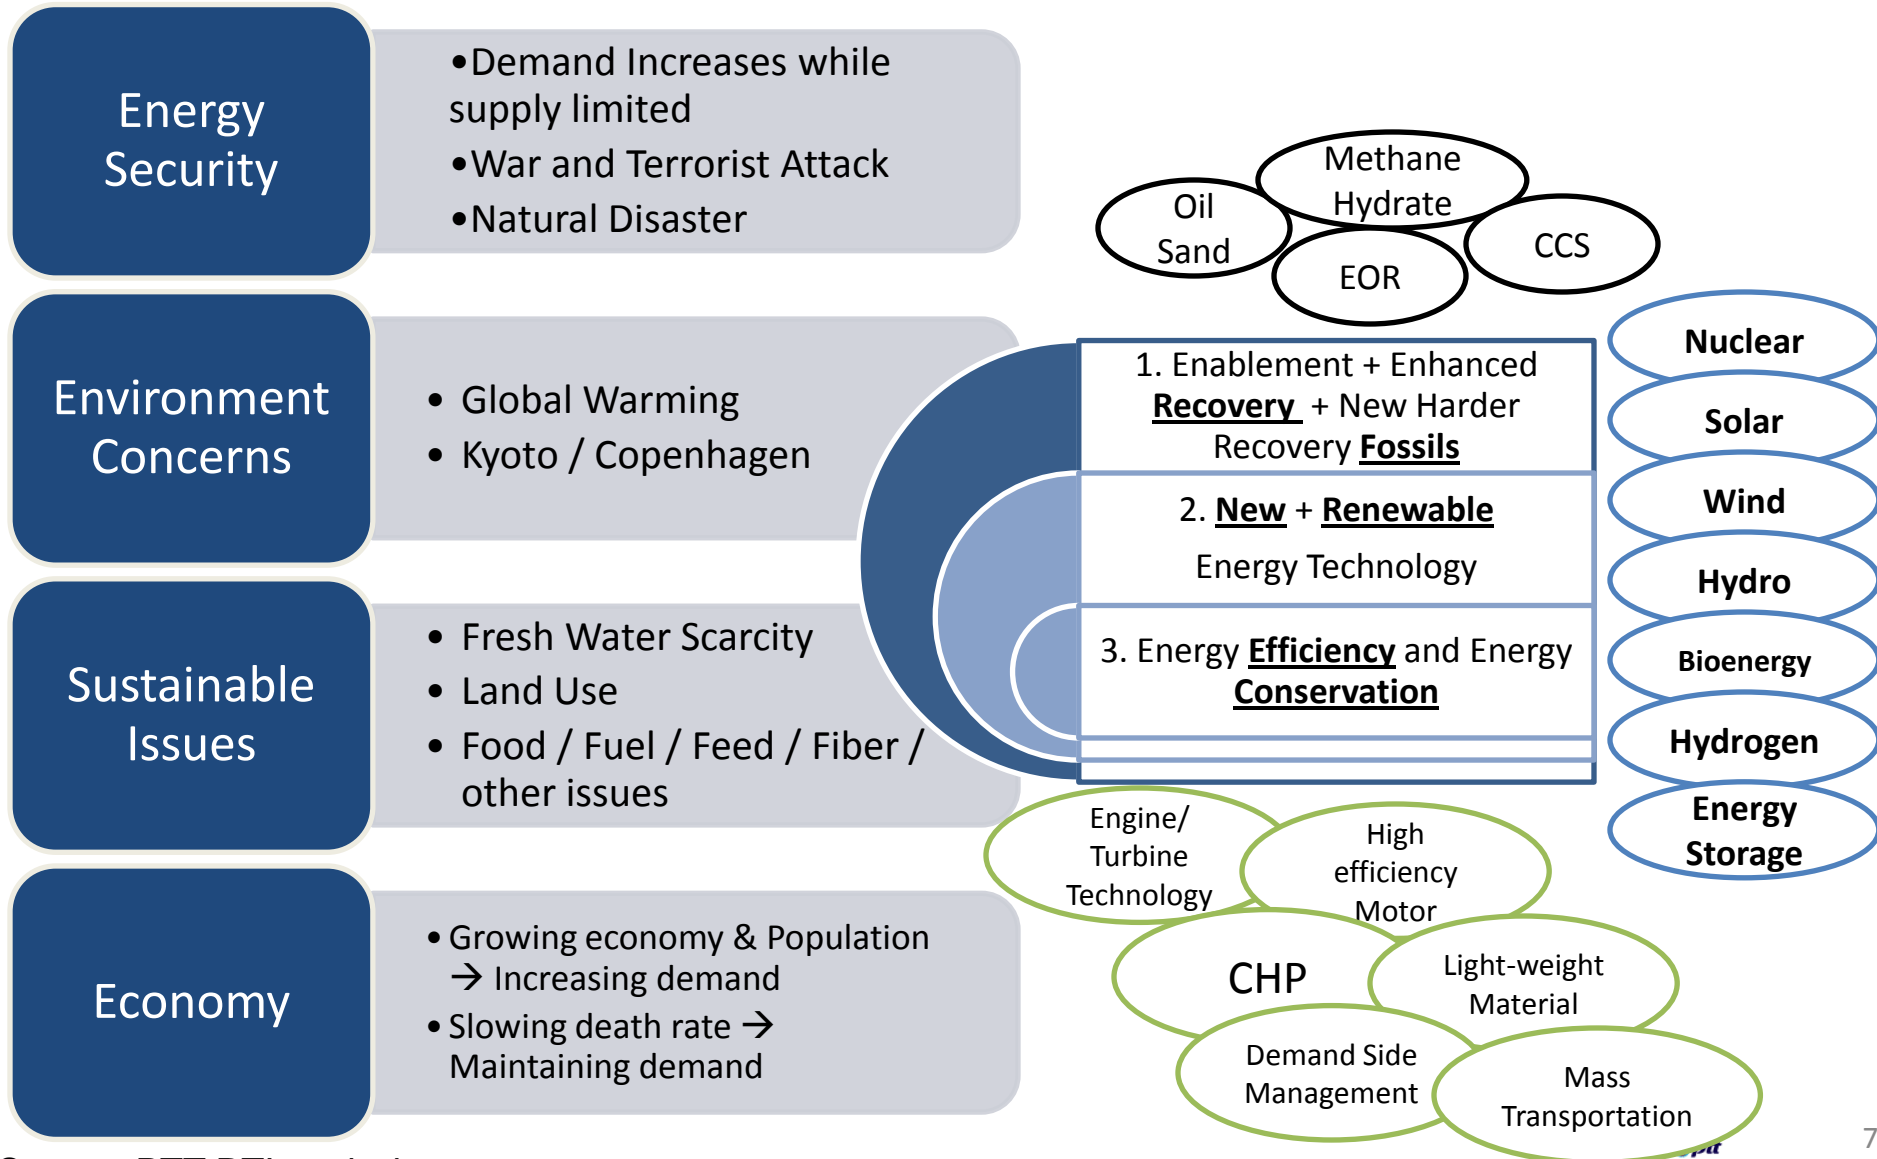 Energy
Security
•Demand Increases while
supply limited
•War and Terrorist Attack
•Natural Disaster
Environment
Concerns
• Global Warming
• Kyoto / Copenhagen
Sustainable
Issues
• Fresh Water Scarcity
• Land Use
• Food / Fuel / Feed / Fiber /
other issues
Economy
• Growing economy & Population
→ Increasing demand
• Slowing death rate →
Maintaining demand
Oil
Sand
Methane
Hydrate
EOR
CCS
1. Enablement + Enhanced
Recovery + New Harder
Recovery Fossils
2. New + Renewable
Energy Technology
3. Energy Efficiency and Energy
Conservation
Nuclear
Solar
Wind
Hydro
Bioenergy
Hydrogen
Energy
Storage
Engine/
Turbine
Technology
High
efficiency
Motor
CHP
Light-weight
Material
Demand Side
Management
Mass
Transportation
7